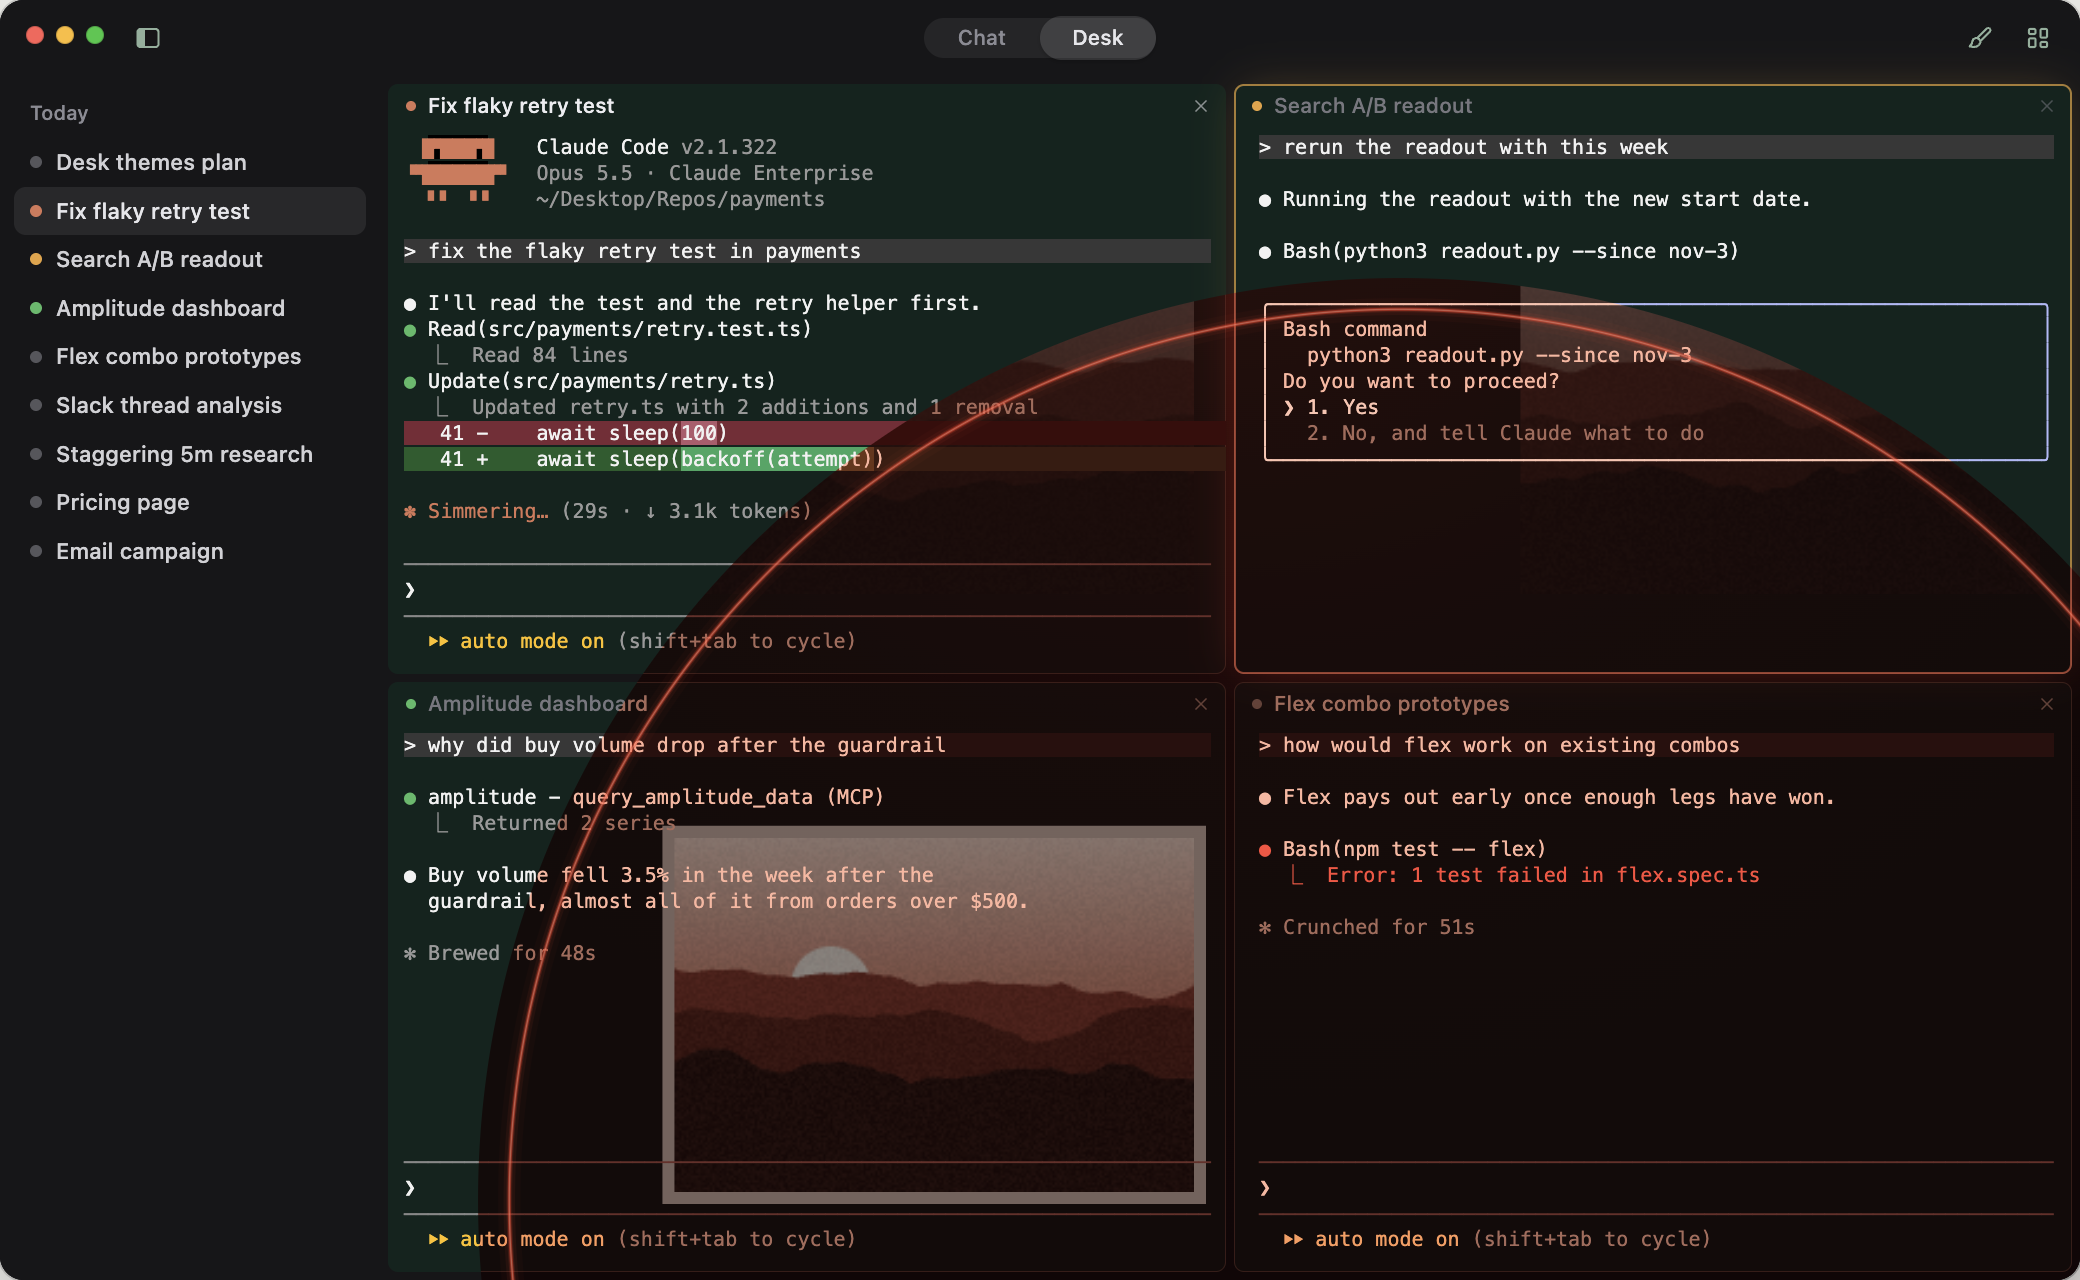 Chat
Desk
Today
Desk themes plan
Fix flaky retry test
Search A/B readout
Amplitude dashboard
Flex combo prototypes
Slack thread analysis
Staggering 5m research
Pricing page
Email campaign
Fix flaky retry test
Claude Code v2.1.322
Opus 5.5 · Claude Enterprise
~/Desktop/Repos/payments
> fix the flaky retry test in payments
● I'll read the test and the retry helper first.
● Read(src/payments/retry.test.ts)
⎿ Read 84 lines
● Update(src/payments/retry.ts)
⎿ Updated retry.ts with 2 additions and 1 removal
41 - await sleep(100)
41 + await sleep(backoff(attempt))
✽ Simmering… (29s · ↓ 3.1k tokens)
❯
⏵⏵ auto mode on (shift+tab to cycle)
Search A/B readout
> rerun the readout with this week
● Running the readout with the new start date.
● Bash(python3 readout.py --since nov-3)
Bash command
python3 readout.py --since nov-3
Do you want to proceed?
❯ 1. Yes
2. No, and tell Claude what to do
Amplitude dashboard
> why did buy volume drop after the guardrail
● amplitude - query_amplitude_data (MCP)
⎿ Returned 2 series
● Buy volume fell 3.5% in the week after the
guardrail, almost all of it from orders over $500.
✻ Brewed for 48s
❯
⏵⏵ auto mode on (shift+tab to cycle)
Flex combo prototypes
> how would flex work on existing combos
● Flex pays out early once enough legs have won.
● Bash(npm test -- flex)
⎿ Error: 1 test failed in flex.spec.ts
✻ Crunched for 51s
❯
⏵⏵ auto mode on (shift+tab to cycle)